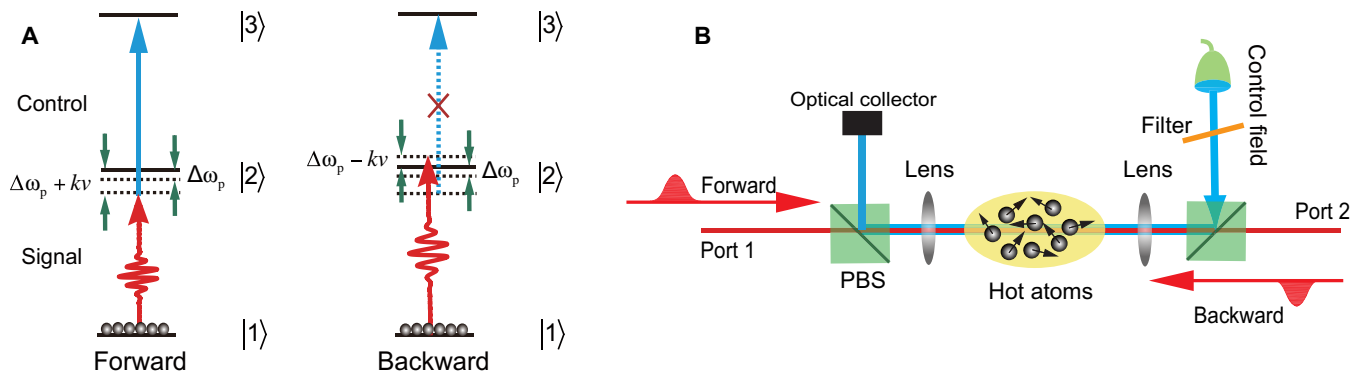 A
|3⟩
|3⟩
Control
Δωp + kv
Δωp
|2⟩
Δωp − kv
Δωp
|2⟩
Signal
|1⟩
|1⟩
Forward
Backward
B
Optical collector
Filter
Control field
Lens
Lens
Forward
Port 1
Port 2
PBS
Hot atoms
Backward